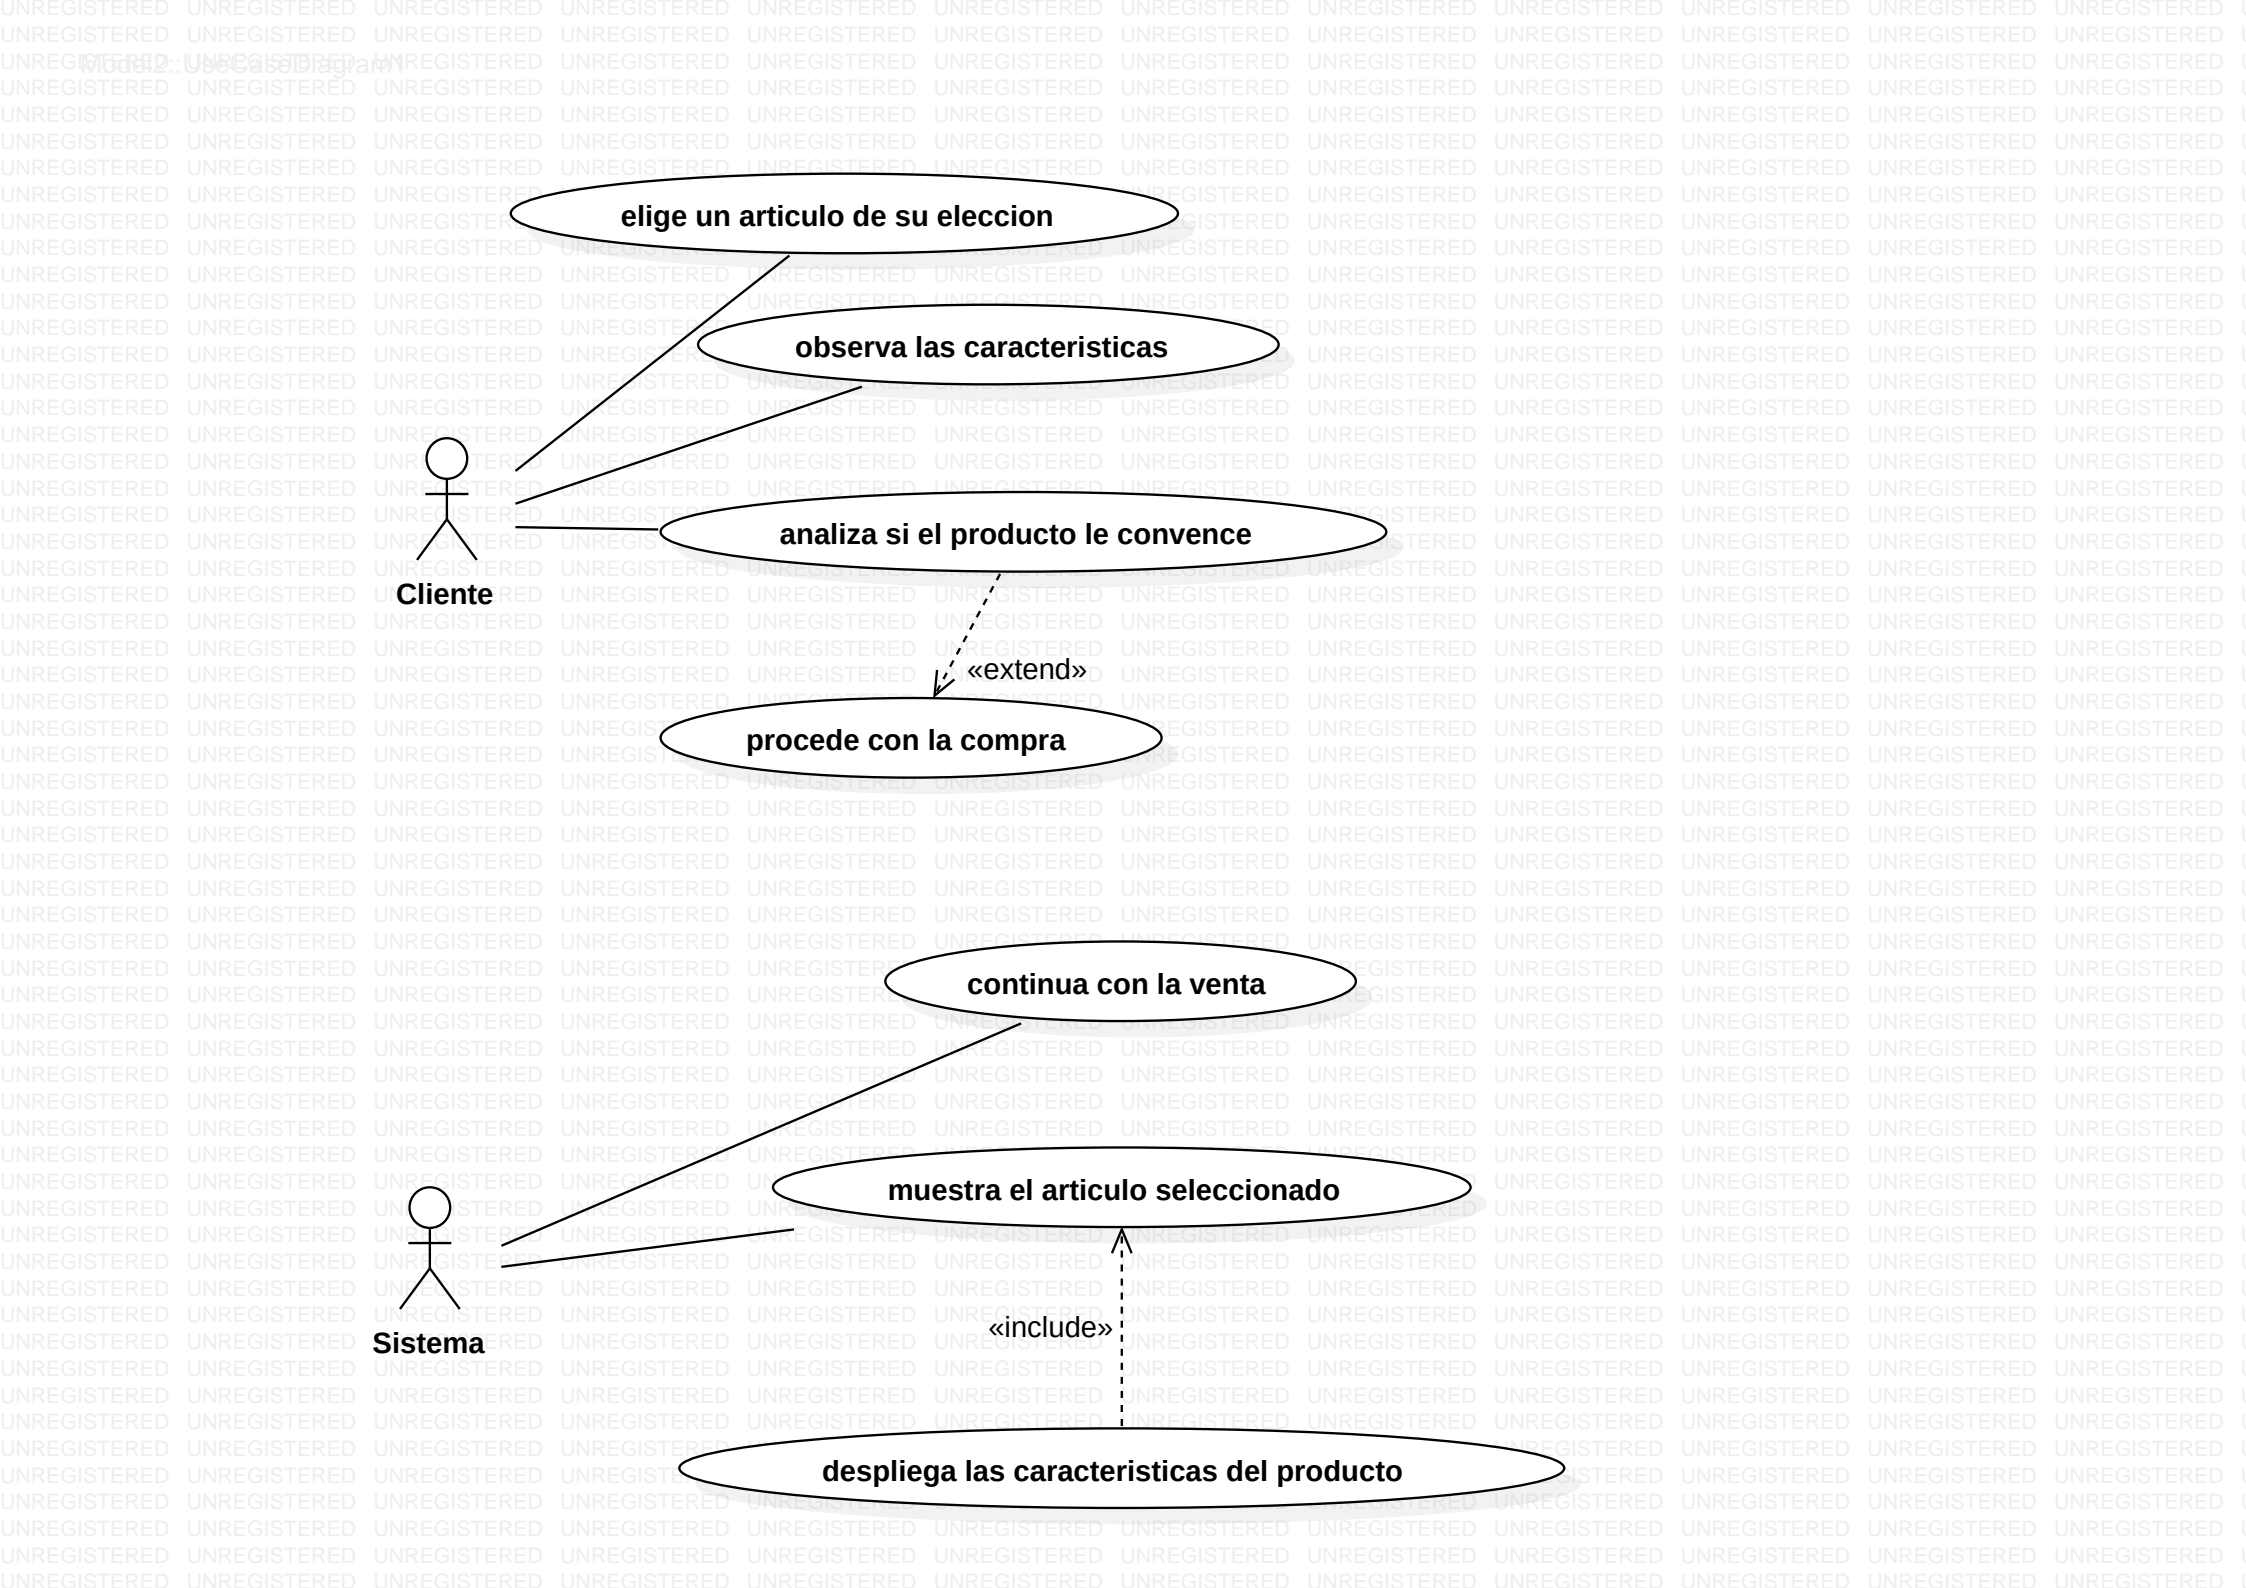 Model2::UseCaseDiagram1
elige un articulo de su eleccion
observa las caracteristicas
analiza si el producto le convence
Cliente
«extend»
procede con la compra
continua con la venta
muestra el articulo seleccionado
«include»
Sistema
despliega las caracteristicas del producto
UNREGISTERED